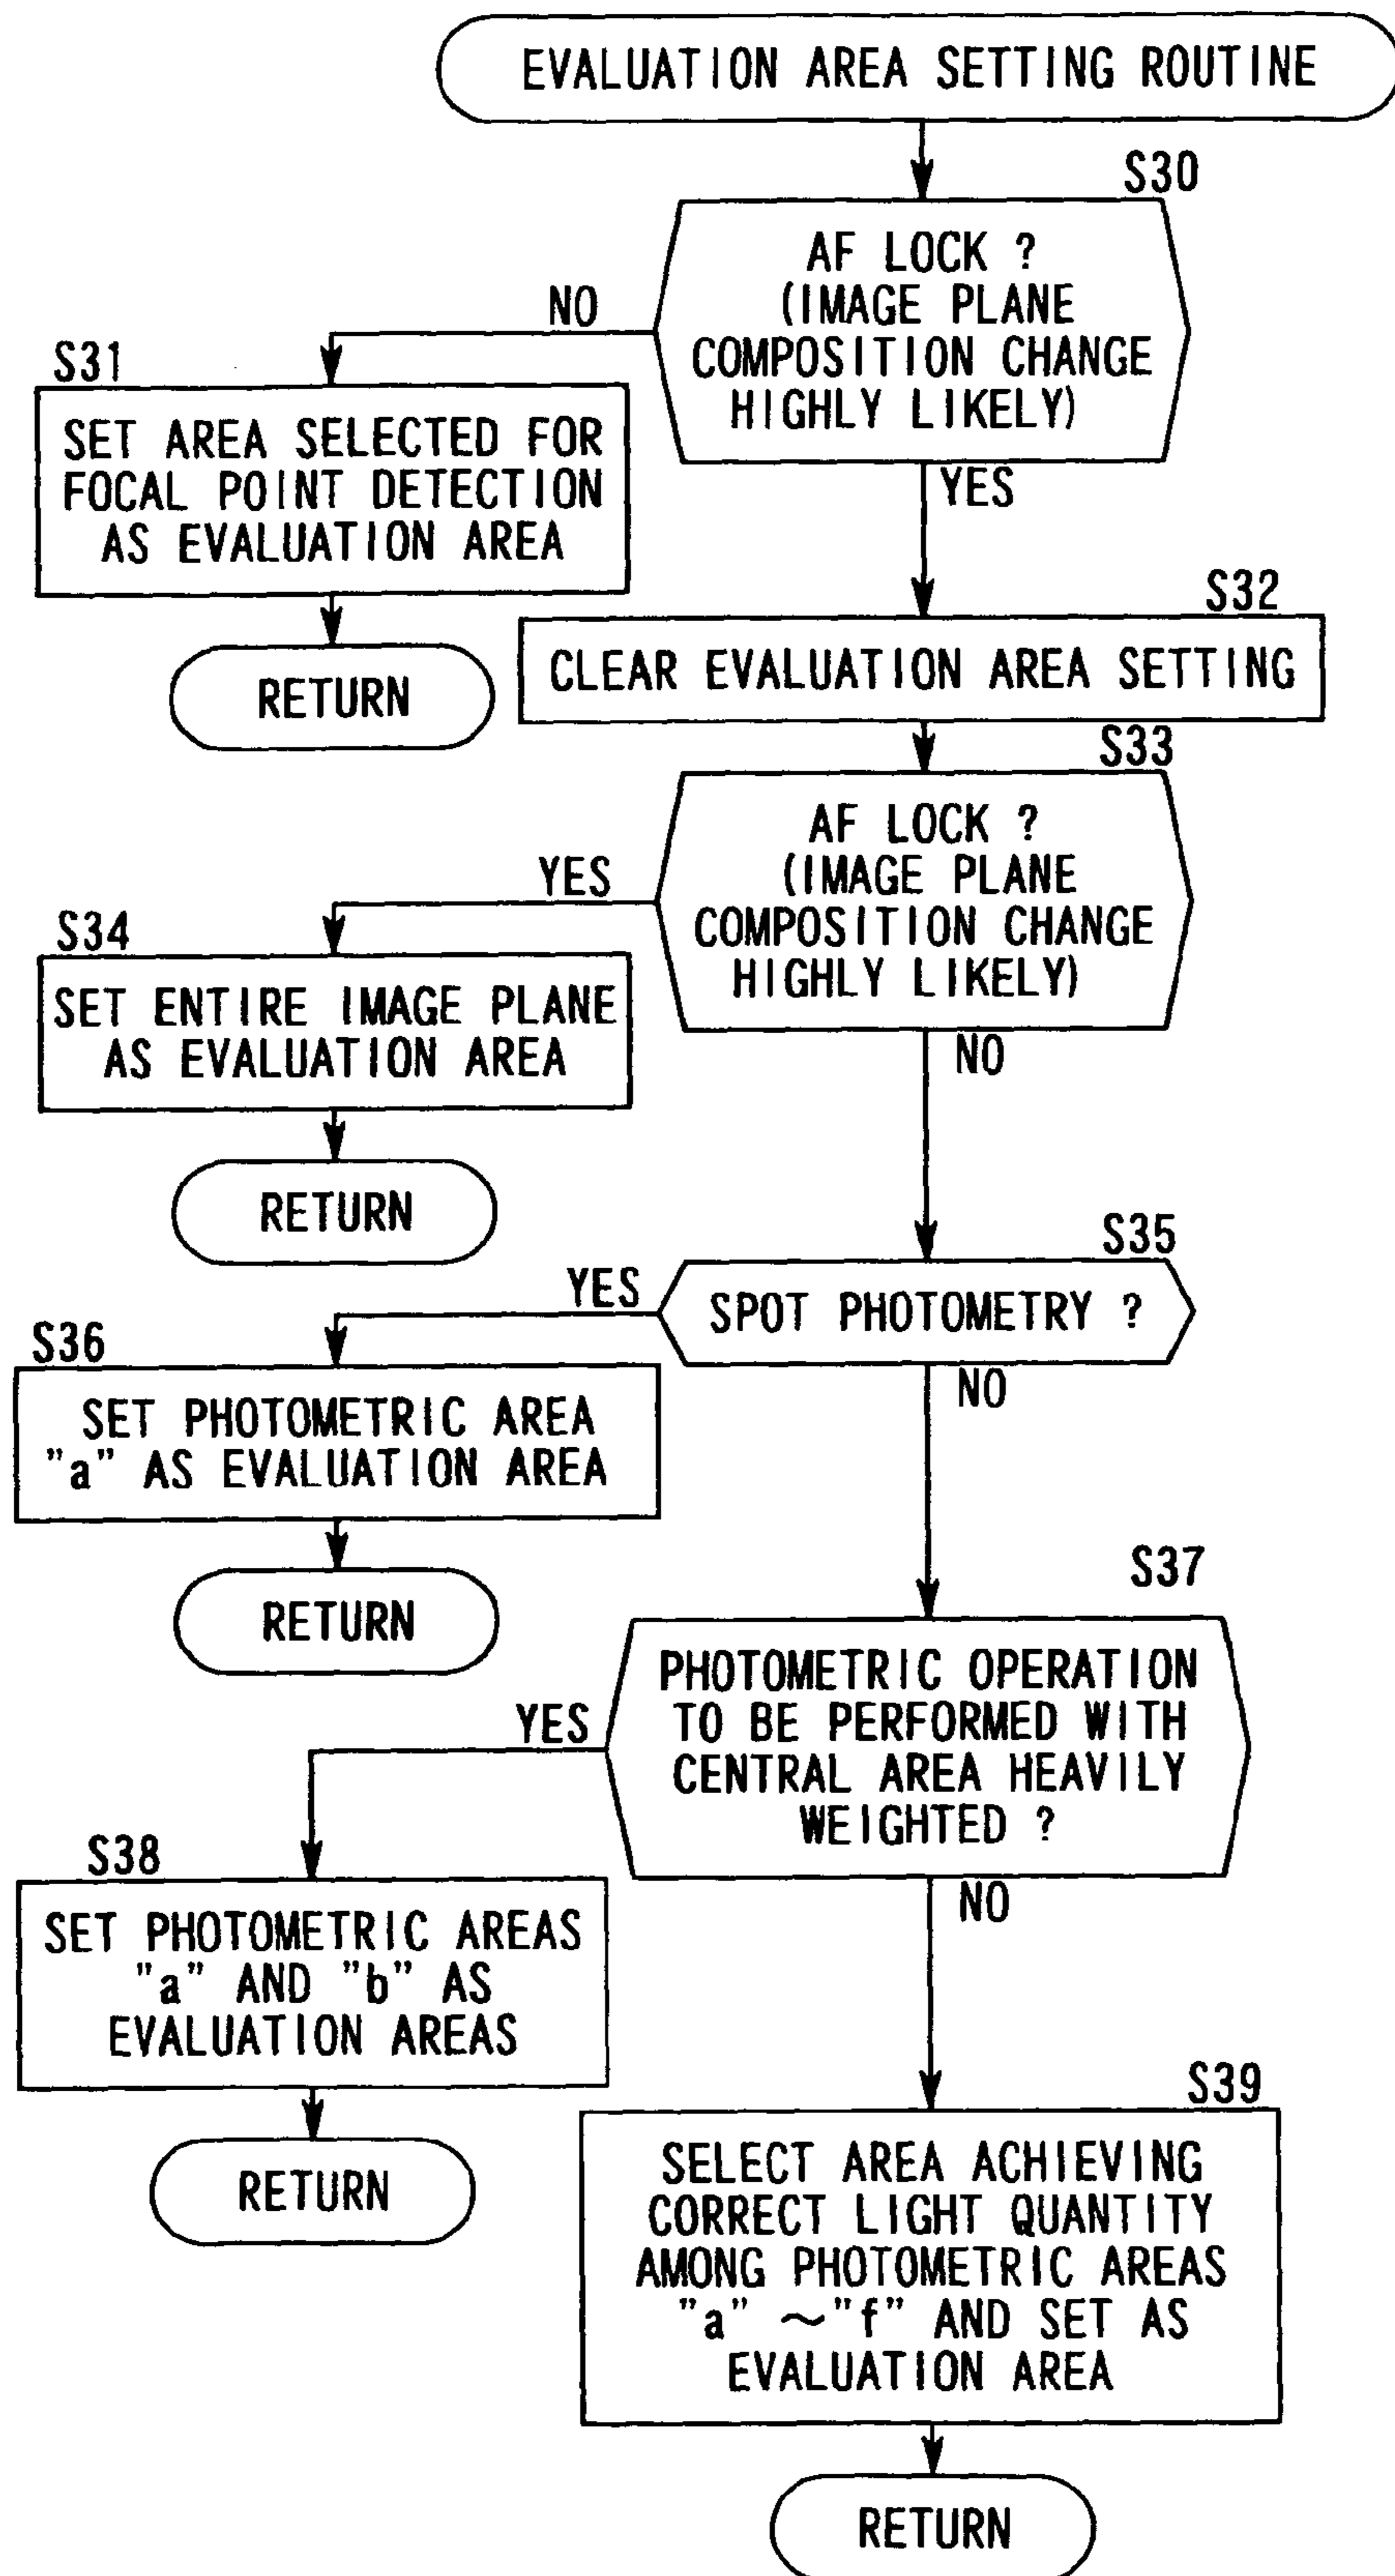 EVALUATION AREA SETTING ROUTINE
S30
AF LOCK ?
(IMAGE PLANE
COMPOSITION CHANGE
HIGHLY LIKELY)
NO
S31
SET AREA SELECTED FOR
FOCAL POINT DETECTION
AS EVALUATION AREA
RETURN
YES
S32
CLEAR EVALUATION AREA SETTING
S33
AF LOCK ?
(IMAGE PLANE
COMPOSITION CHANGE
HIGHLY LIKELY)
YES
S34
SET ENTIRE IMAGE PLANE
AS EVALUATION AREA
RETURN
NO
S35
SPOT PHOTOMETRY ?
YES
S36
SET PHOTOMETRIC AREA
"a" AS EVALUATION AREA
RETURN
NO
S37
PHOTOMETRIC OPERATION
TO BE PERFORMED WITH
CENTRAL AREA HEAVILY
WEIGHTED ?
YES
S38
SET PHOTOMETRIC AREAS
"a" AND "b" AS
EVALUATION AREAS
RETURN
NO
S39
SELECT AREA ACHIEVING
CORRECT LIGHT QUANTITY
AMONG PHOTOMETRIC AREAS
"a" ~"f" AND SET AS
EVALUATION AREA
RETURN